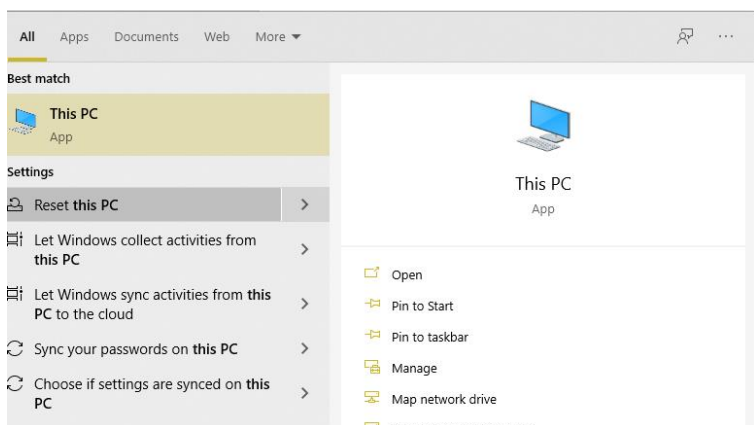 All Apps Documents Web More
Best match
This PC
App
Settings
Reset this PC
Let Windows collect activities from
this PC
Let Windows sync activities from this
PC to the cloud
Sync your passwords on this PC
Choose if settings are synced on this
PC
This PC
App
Open
Pin to Start
Pin to taskbar
Manage
Map network drive